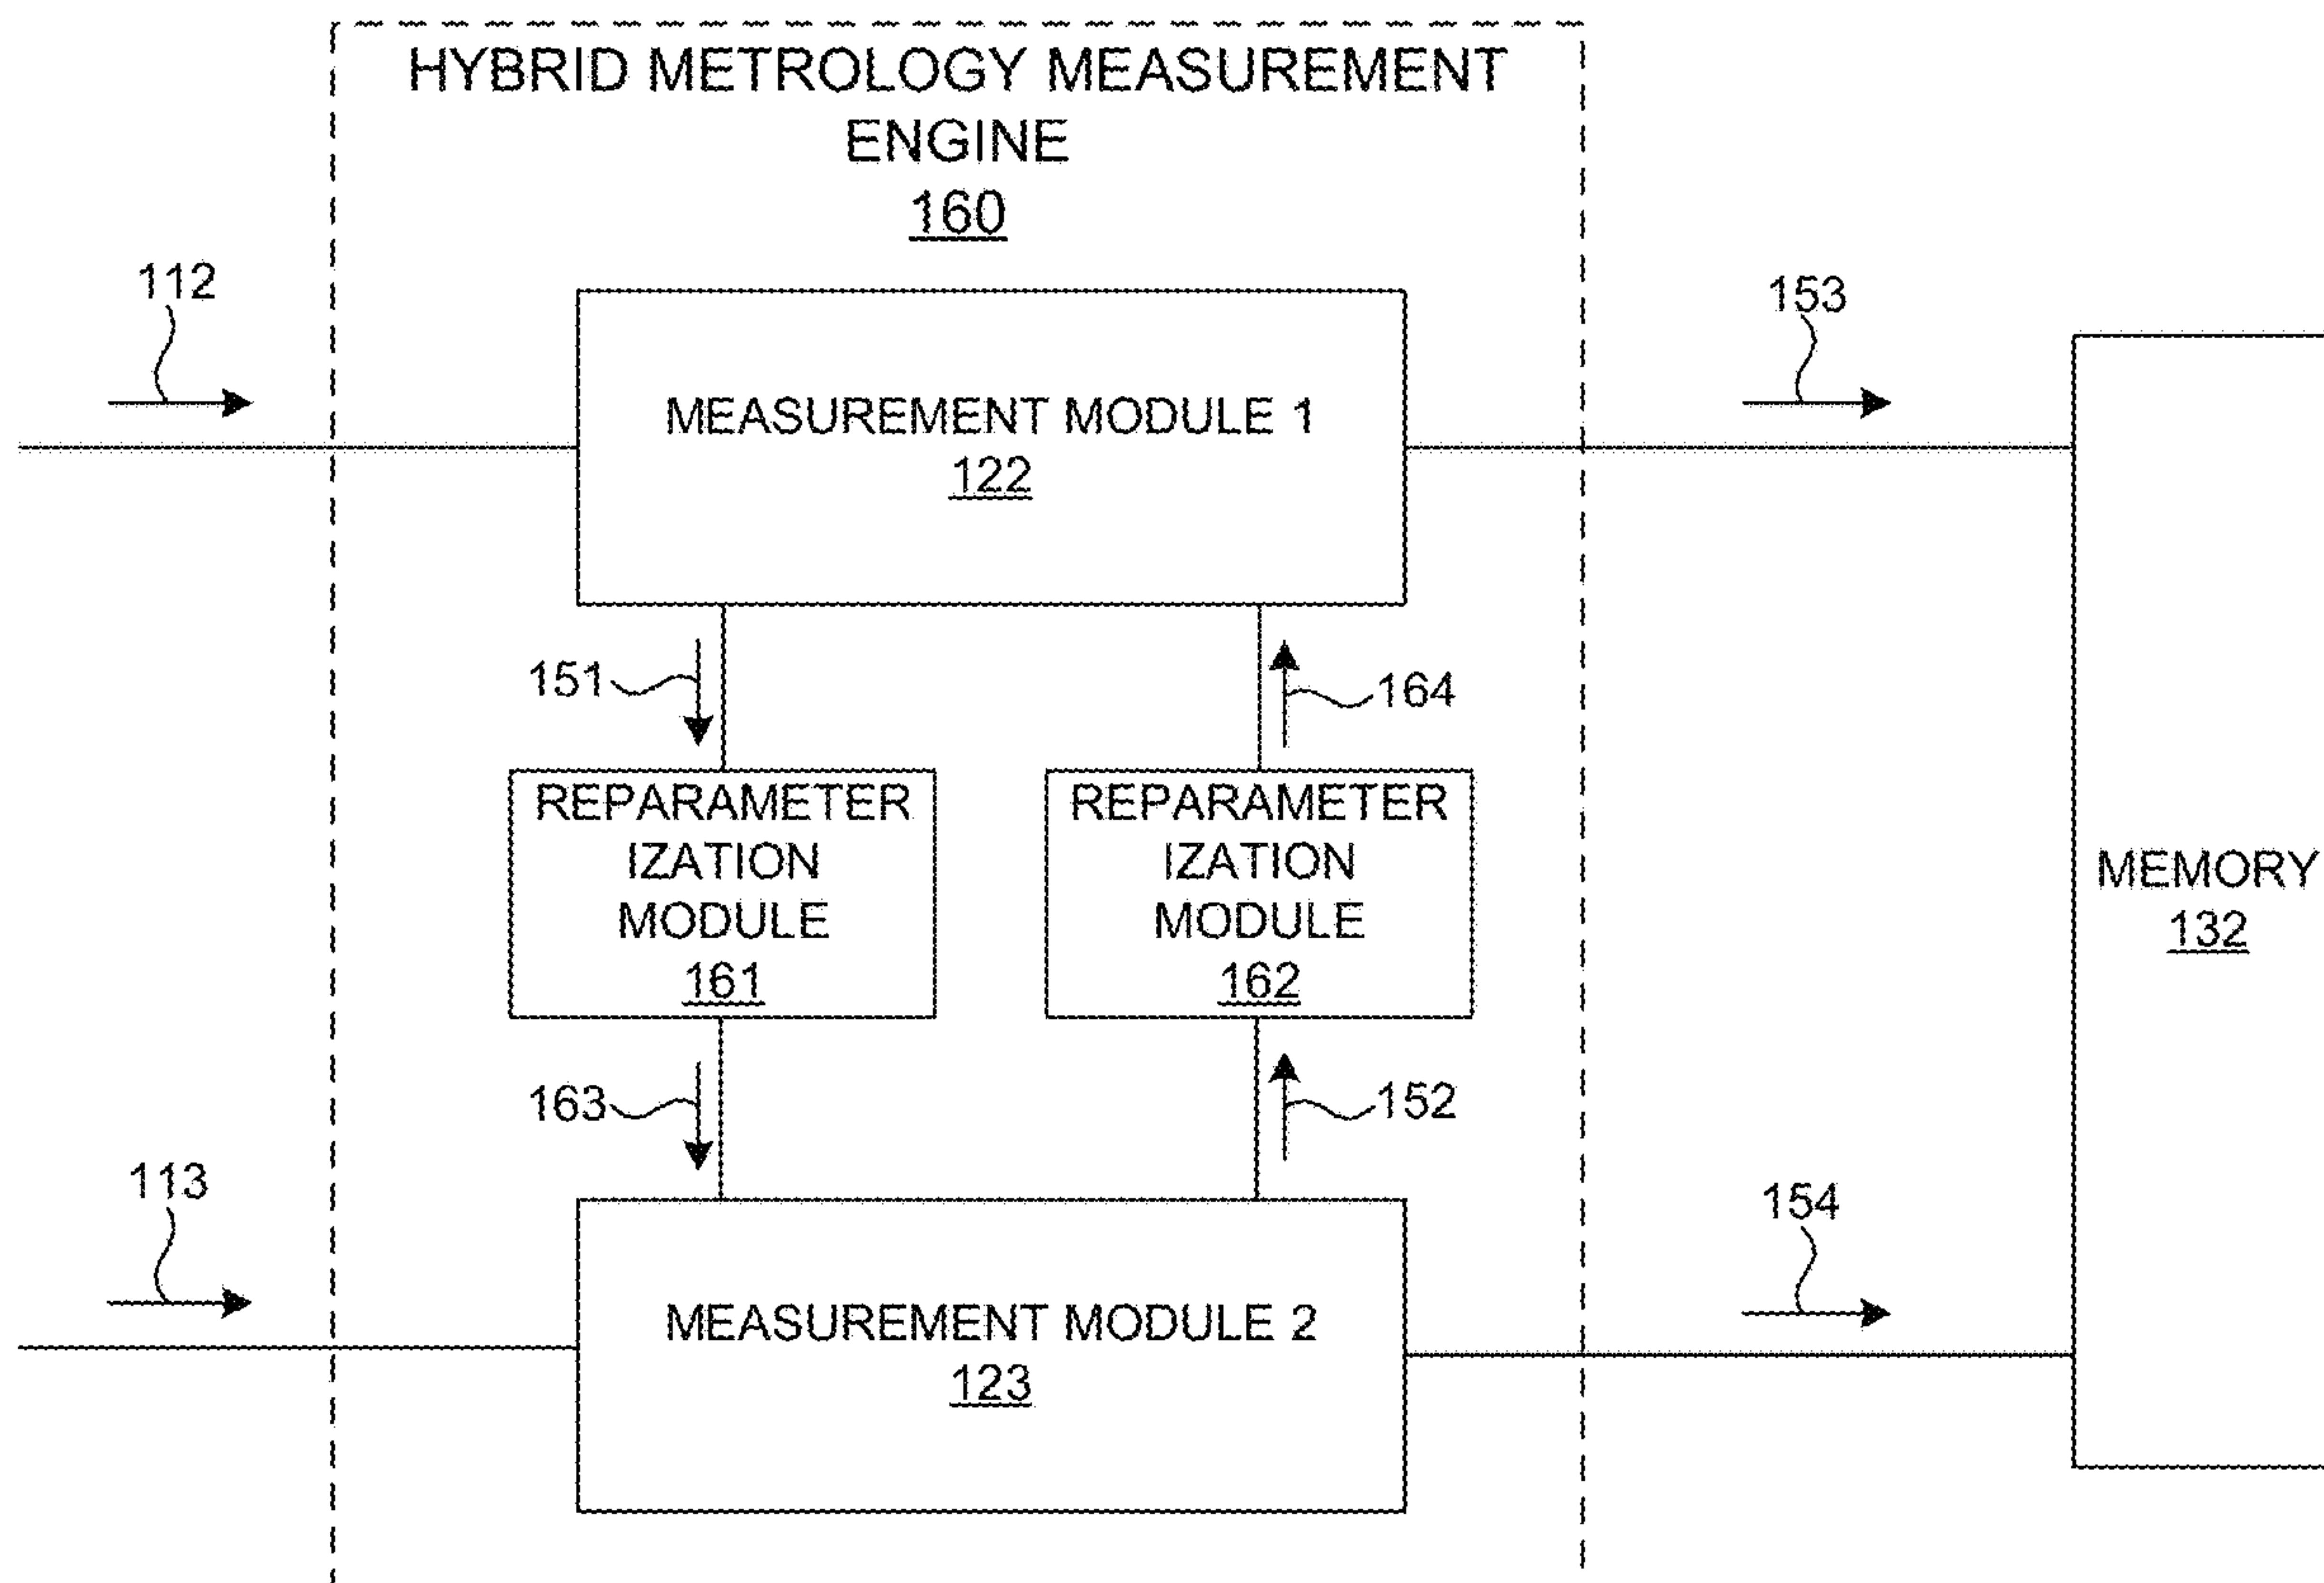 HYBRID METROLOGY MEASUREMENT
ENGINE
160
112
153
MEASUREMENT MODULE 1
122
151
164
REPARAMETER
IZATION
MODULE
161
REPARAMETER
IZATION
MODULE
162
MEMORY
132
163
152
113
154
MEASUREMENT MODULE 2
123